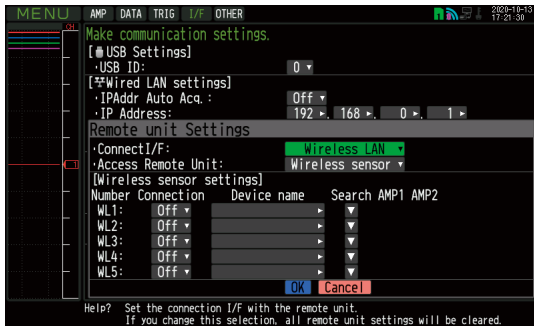 MENU AMP DATA TRIG I/F OTHER 2020-10-13
17:21:30
CH
Make communication settings.
[USB Settings]
・USB ID: 0
[Wired LAN settings]
・IPAddr Auto Acq.: Off
・IP Address: 192 . 168 . 0 . 1
Remote unit Settings
・ConnectI/F: Wireless LAN
・Access Remote Unit: Wireless sensor
1
[Wireless sensor settings]
Number Connection Device name Search AMP1 AMP2
WL1: Off
WL2: Off
WL3: Off
WL4: Off
WL5: Off
OK Cancel
Help? Set the connection I/F with the remote unit.
If you change this selection, all remote unit settings will be cleared.